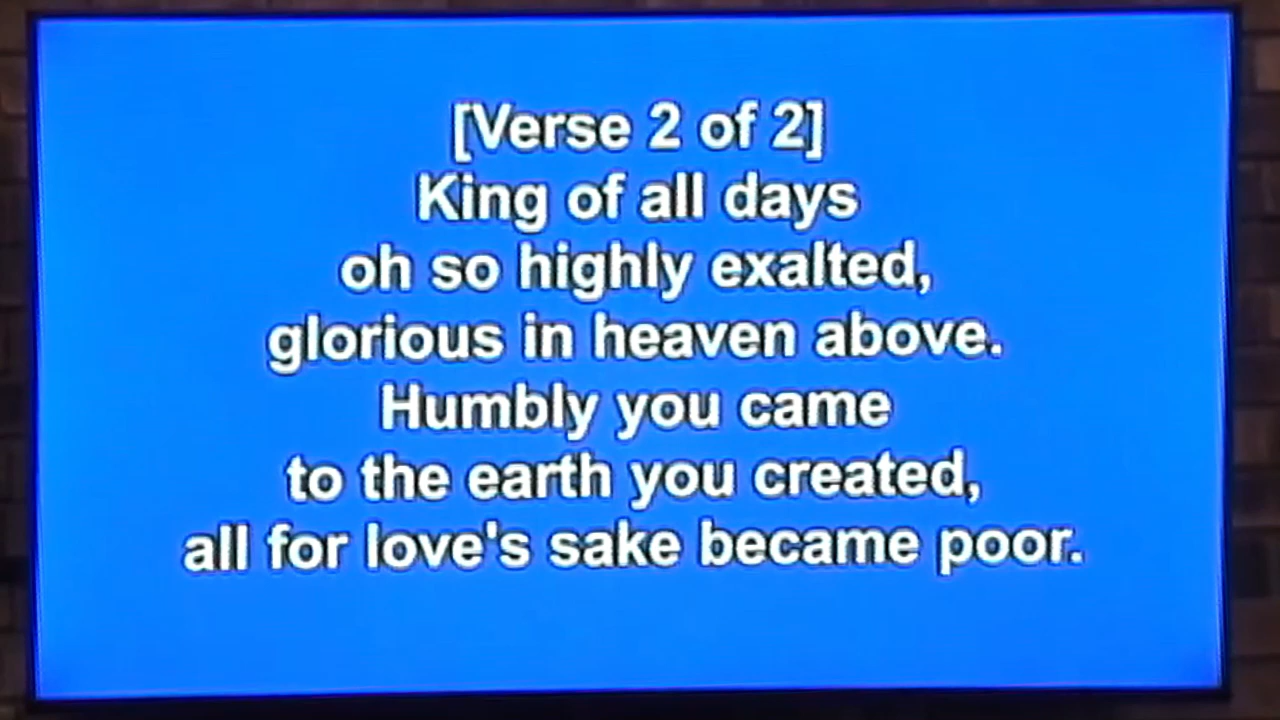 [Verse 2 of 2]
King of all days
oh so highly exalted,
glorious in heaven above.
Humbly you came
to the earth you created,
all for love's sake became poor.